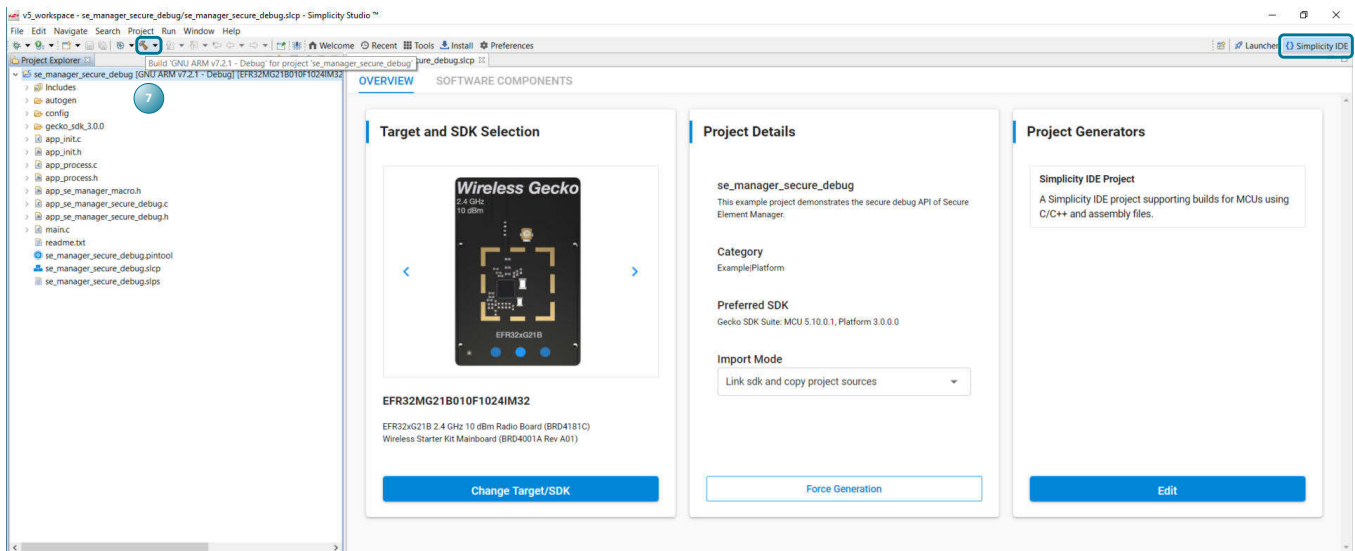 v5_workspace - se_manager_secure_debug/se_manager_secure_debug.slcp - Simplicity Studio ™
File Edit Navigate Search Project Run Window Help
Welcome Recent Tools Install Preferences
Launcher {} Simplicity IDE
Project Explorer
Build 'GNU ARM v7.2.1 - Debug' for project 'se_manager_secure_debug'
ure_debug.slcp
se_manager_secure_debug [GNU ARM v7.2.1 - Debug] [EFR32MG21B010F1024IM32
7
Includes
autogen
config
gecko_sdk_3.0.0
app_init.c
app_init.h
app_process.c
app_process.h
app_se_manager_macro.h
app_se_manager_secure_debug.c
app_se_manager_secure_debug.h
main.c
readme.txt
se_manager_secure_debug.pintool
se_manager_secure_debug.slcp
se_manager_secure_debug.slps
OVERVIEW SOFTWARE COMPONENTS
Target and SDK Selection
Wireless Gecko
2.4 GHz
10 dBm
EFR32xG21B
EFR32MG21B010F1024IM32
EFR32xG21B 2.4 GHz 10 dBm Radio Board (BRD4181C)
Wireless Starter Kit Mainboard (BRD4001A Rev A01)
Change Target/SDK
Project Details
se_manager_secure_debug
This example project demonstrates the secure debug API of Secure
Element Manager.
Category
Example|Platform
Preferred SDK
Gecko SDK Suite: MCU 5.10.0.1, Platform 3.0.0.0
Import Mode
Link sdk and copy project sources
Force Generation
Project Generators
Simplicity IDE Project
A Simplicity IDE project supporting builds for MCUs using
C/C++ and assembly files.
Edit